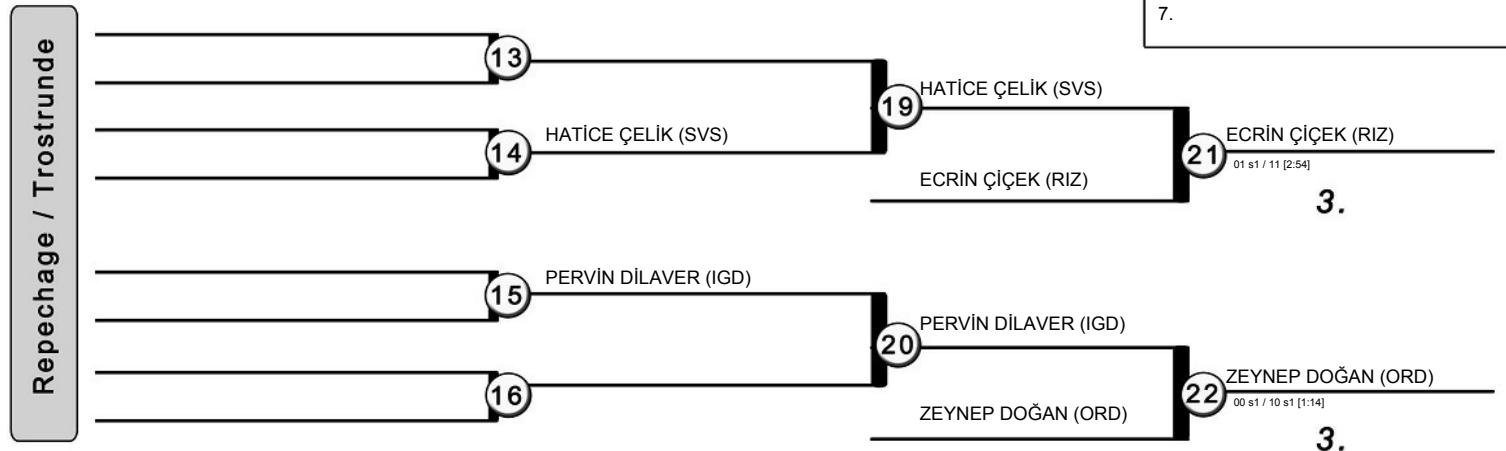 Repechage / Trostrunde
7.
13
14
HATİCE ÇELİK (SVS)
19
HATİCE ÇELİK (SVS)
ECRİN ÇİÇEK (RIZ)
21
ECRİN ÇİÇEK (RIZ)
01 s1 / 11 [2:54]
3.
15
PERVİN DİLAVER (IGD)
16
20
PERVİN DİLAVER (IGD)
ZEYNEP DOĞAN (ORD)
22
ZEYNEP DOĞAN (ORD)
00 s1 / 10 s1 [1:14]
3.